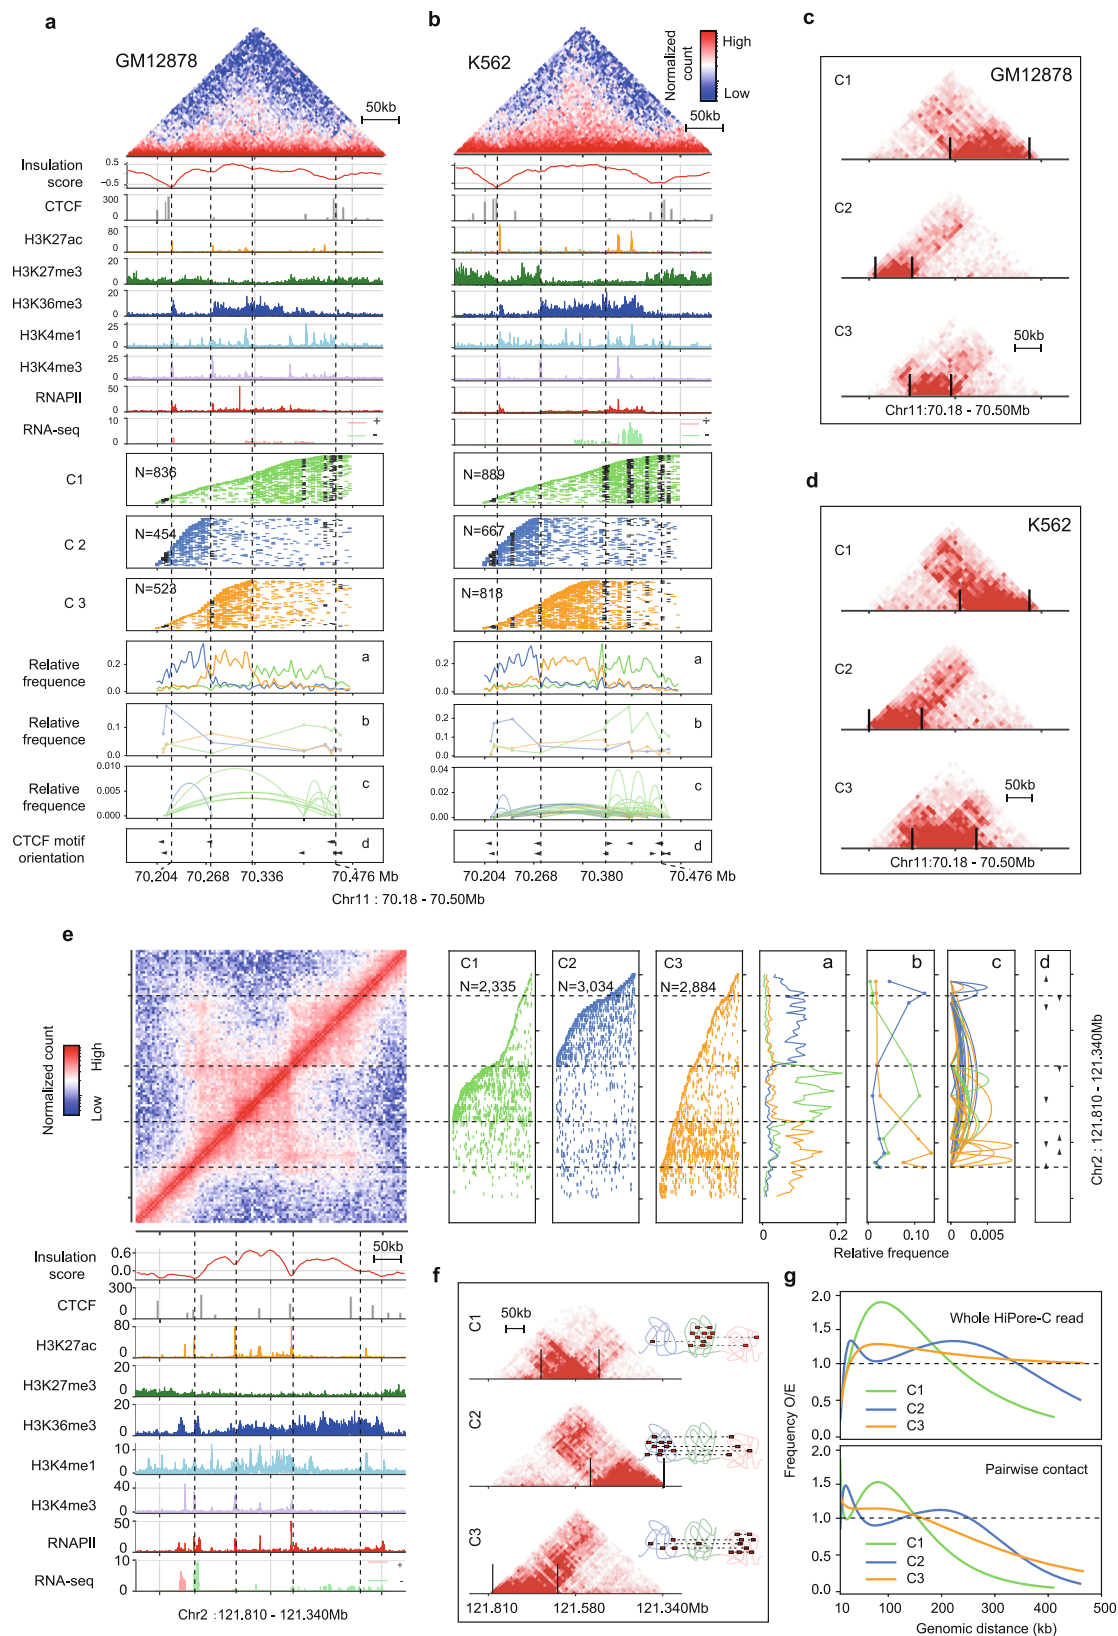 a
GM12878
50kb
Insulation score
0.5
−0.5
CTCF
300
0
H3K27ac
80
0
H3K27me3
20
0
H3K36me3
20
0
H3K4me1
25
0
H3K4me3
25
0
RNAPII
50
0
RNA-seq
10
0
+
-
C1
N=836
C 2
N=454
C 3
N=523
Relative frequence
0.2
0.0
a
Relative frequence
0.1
0.0
b
Relative frequence
0.010
0.005
0.000
c
CTCF motif orientation
d
70.204
70.268
70.336
70.476 Mb
Chr11 : 70.18 - 70.50Mb
b
K562
Normalized count
High
Low
50kb
N=889
N=667
N=818
a
0.2
0.1
0.0
b
0.04
0.02
0.00
c
d
70.204
70.268
70.380
70.476 Mb
c
GM12878
C1
C2
C3
50kb
Chr11:70.18 - 70.50Mb
d
K562
C1
C2
C3
50kb
Chr11:70.18 - 70.50Mb
e
Normalized count
High
Low
C1
N=2,335
C2
N=3,034
C3
N=2,884
a
b
c
d
0
0.2
0
0.10
0
0.005
Relative frequence
Chr2 : 121.810 - 121.340Mb
50kb
Insulation score
0.6
0.0
CTCF
300
0
H3K27ac
80
0
H3K27me3
20
0
H3K36me3
20
0
H3K4me1
10
0
H3K4me3
40
0
RNAPII
50
0
RNA-seq
10
0
+
-
Chr2 : 121.810 - 121.340Mb
f
C1
50kb
C2
C3
121.810
121.580
121.340Mb
g
Frequency O/E
2.0
1.5
1.0
0.5
0.0
Whole HiPore-C read
C1
C2
C3
2.0
1.5
1.0
0.5
0.0
Pairwise contact
C1
C2
C3
10
100
200
300
400
500
Genomic distance (kb)